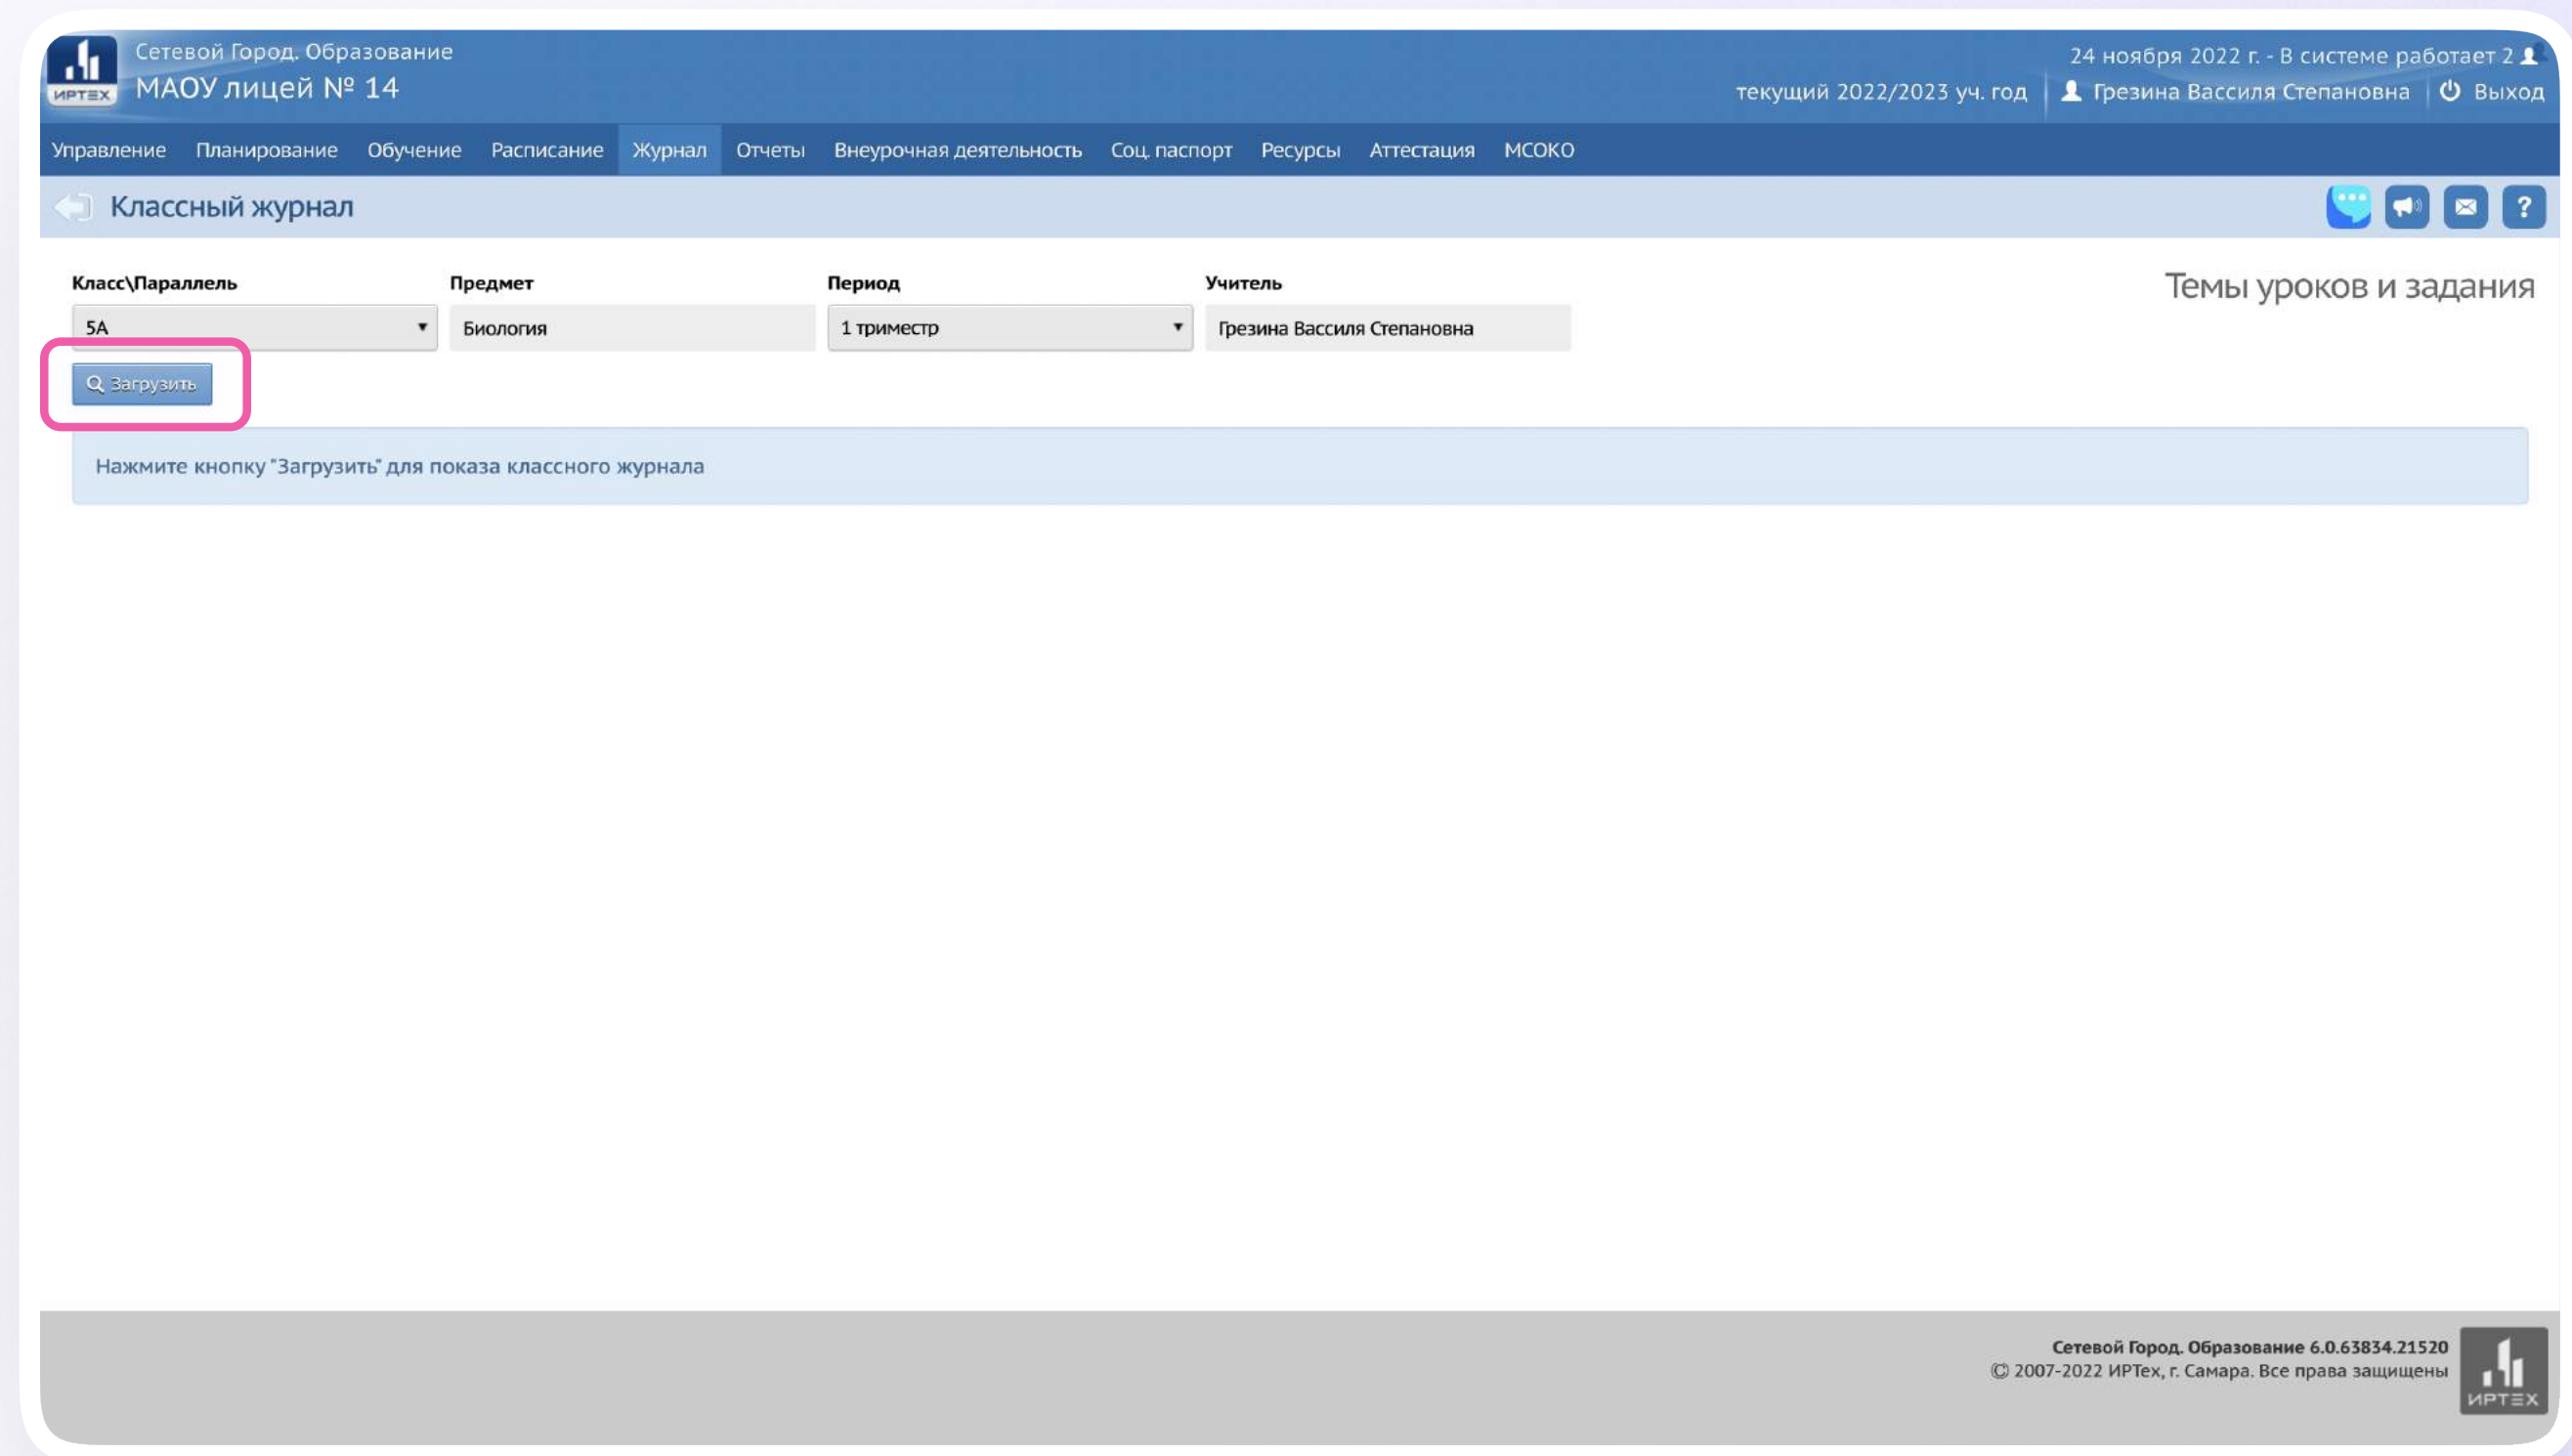 Сетевой Город. Образование
МАОУ лицей № 14
ИРТЕХ
24 ноября 2022 г. - В системе работает 2
текущий 2022/2023 уч. год Грезина Вассиля Степановна Выход
Управление Планирование Обучение Расписание Журнал Отчеты Внеурочная деятельность Соц. паспорт Ресурсы Аттестация МСОКО
Классный журнал
?
Класс\Параллель Предмет Период Учитель
Темы уроков и задания
5А Биология 1 триместр Грезина Вассиля Степановна
Загрузить
Нажмите кнопку "Загрузить" для показа классного журнала
Сетевой Город. Образование 6.0.63834.21520
© 2007-2022 ИРТех, г. Самара. Все права защищены
ИРТЕХ